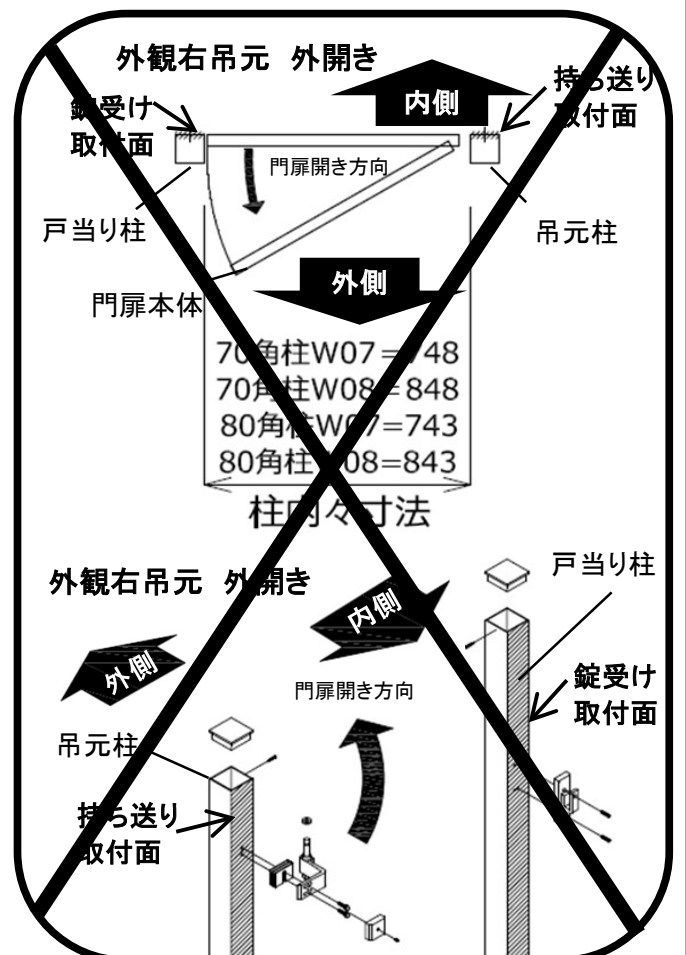 外観右吊元 外開き
内側
持ち送り
取付面
錠受け
取付面
門扉開き方向
戸当り柱
吊元柱
外側
門扉本体
70角柱W07=748
70角柱W08=848
80角柱W07=743
80角柱W08=843
柱内々寸法
外観右吊元 外開き
戸当り柱
内側
外側
錠受け
取付面
門扉開き方向
吊元柱
持ち送り
取付面